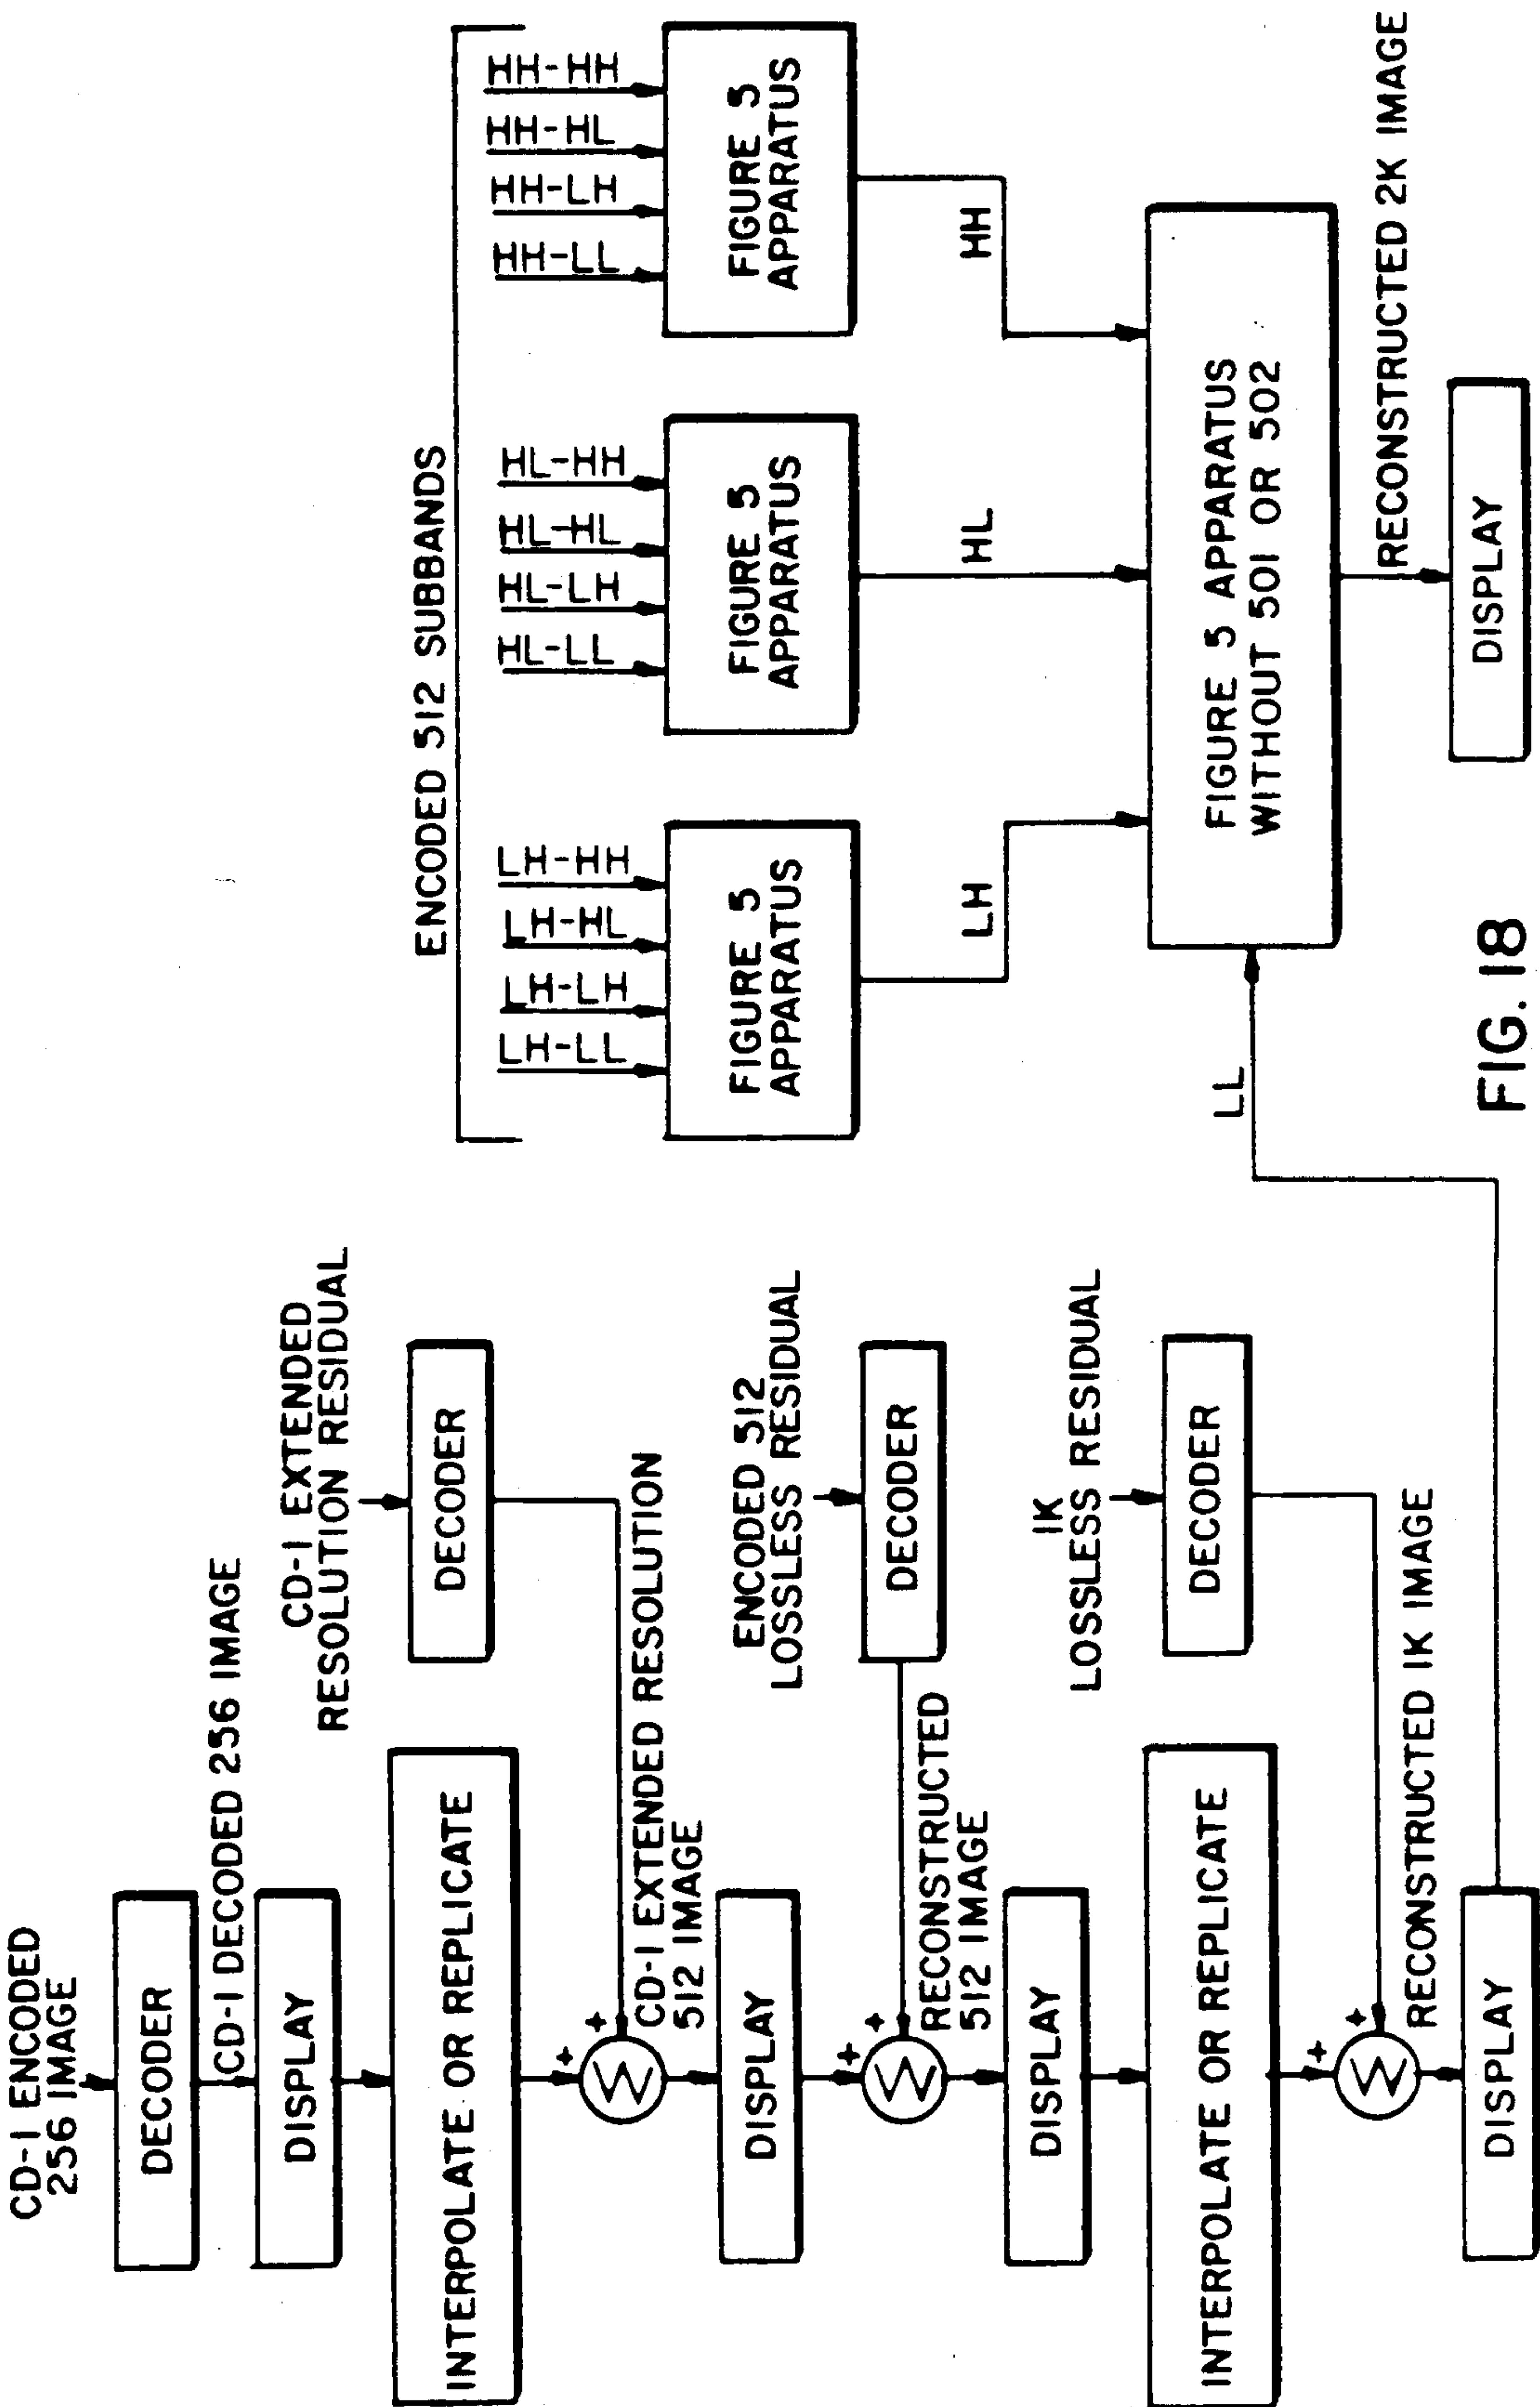 CD-I ENCODED
256 IMAGE
DECODER
CD-I DECODED 256 IMAGE
DISPLAY
CD-I EXTENDED
RESOLUTION RESIDUAL
INTERPOLATE OR REPLICATE
DECODER
+
+
CD-I EXTENDED RESOLUTION
512 IMAGE
DISPLAY
ENCODED 512
LOSSLESS RESIDUAL
DECODER
+
+
RECONSTRUCTED
512 IMAGE
DISPLAY
1K
LOSSLESS RESIDUAL
INTERPOLATE OR REPLICATE
DECODER
+
+
RECONSTRUCTED 1K IMAGE
DISPLAY
ENCODED 512 SUBBANDS
LH-LL
LH-LH
LH-HL
LH-HH
HL-LL
HL-LH
HL-HL
HL-HH
HH-LL
HH-LH
HH-HL
HH-HH
FIGURE 5
APPARATUS
FIGURE 5
APPARATUS
FIGURE 5
APPARATUS
LH
HL
HH
LL
FIGURE 5 APPARATUS
WITHOUT 501 OR 502
RECONSTRUCTED 2K IMAGE
DISPLAY
FIG. 18
Σ
Σ
Σ